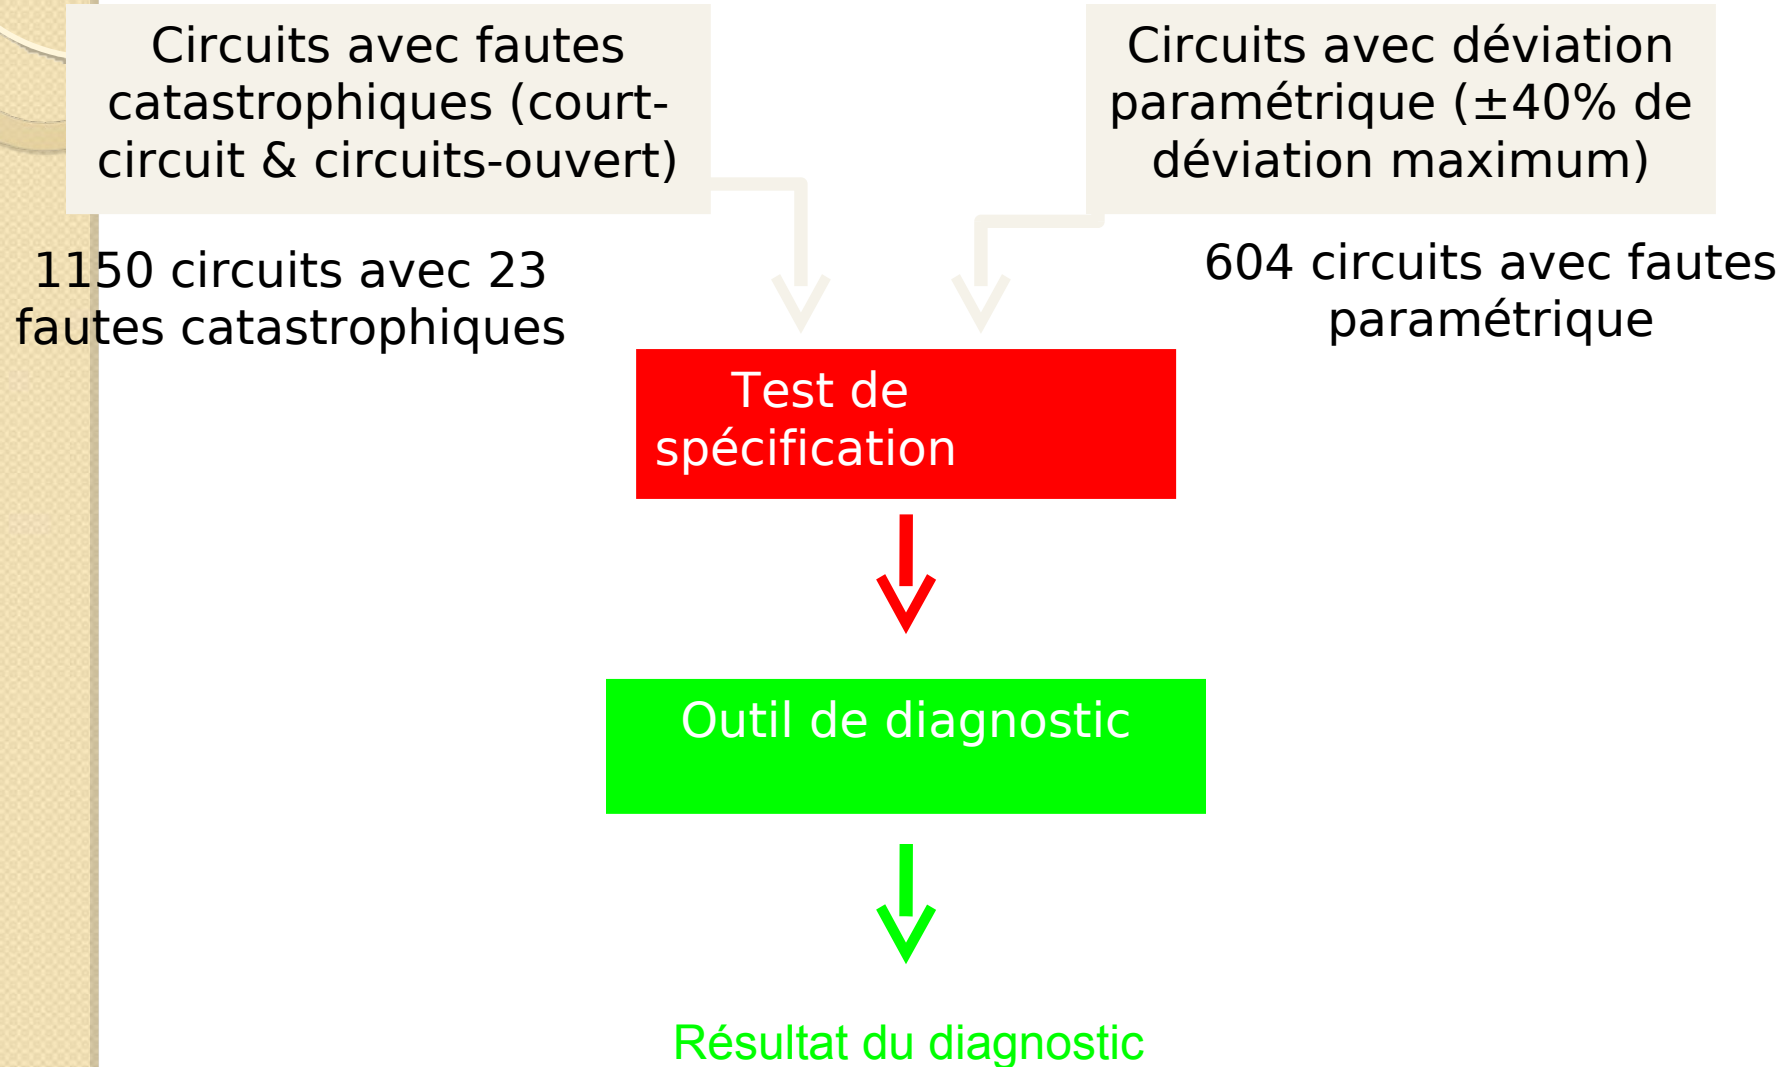 Circuits avec fautes
catastrophiques (court-
circuit & circuits-ouvert)
Circuits avec déviation
paramétrique (±40% de
déviation maximum)
1150 circuits avec 23
fautes catastrophiques
604 circuits avec fautes
paramétrique
Test de
spécification
Outil de diagnostic
Résultat du diagnostic